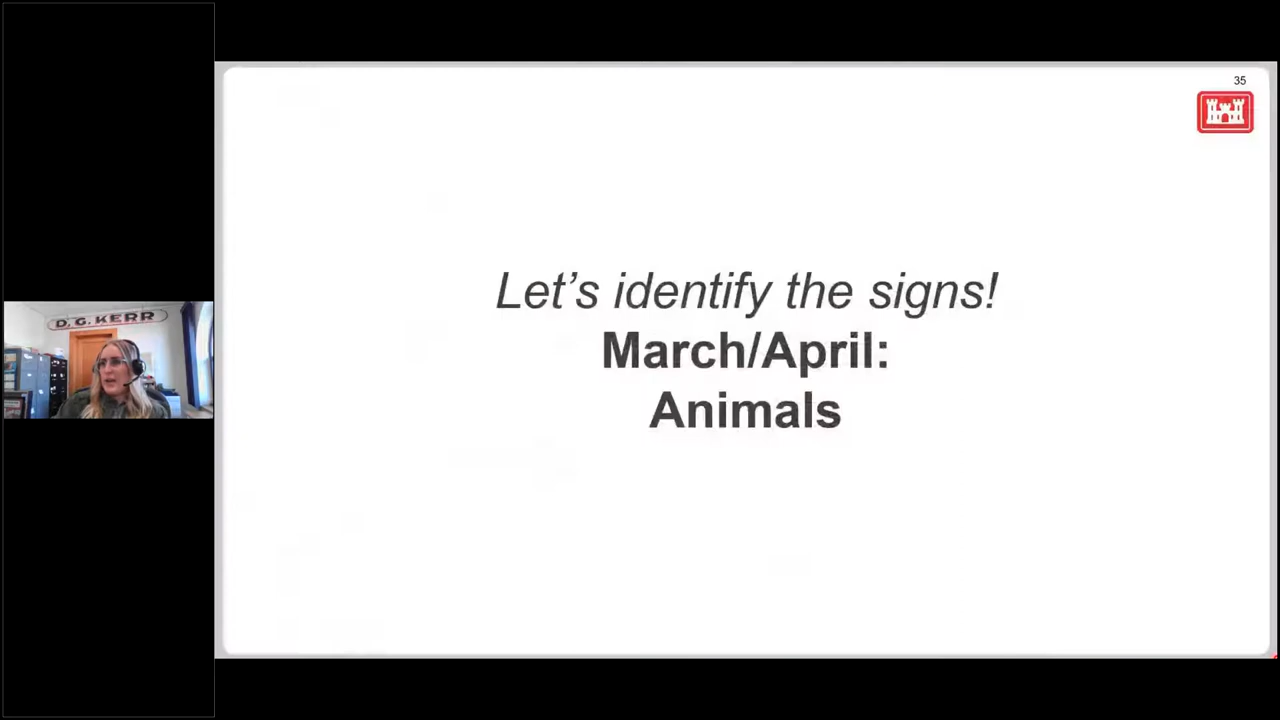 35
D. G. KERR
Let's identify the signs!
March/April:
Animals